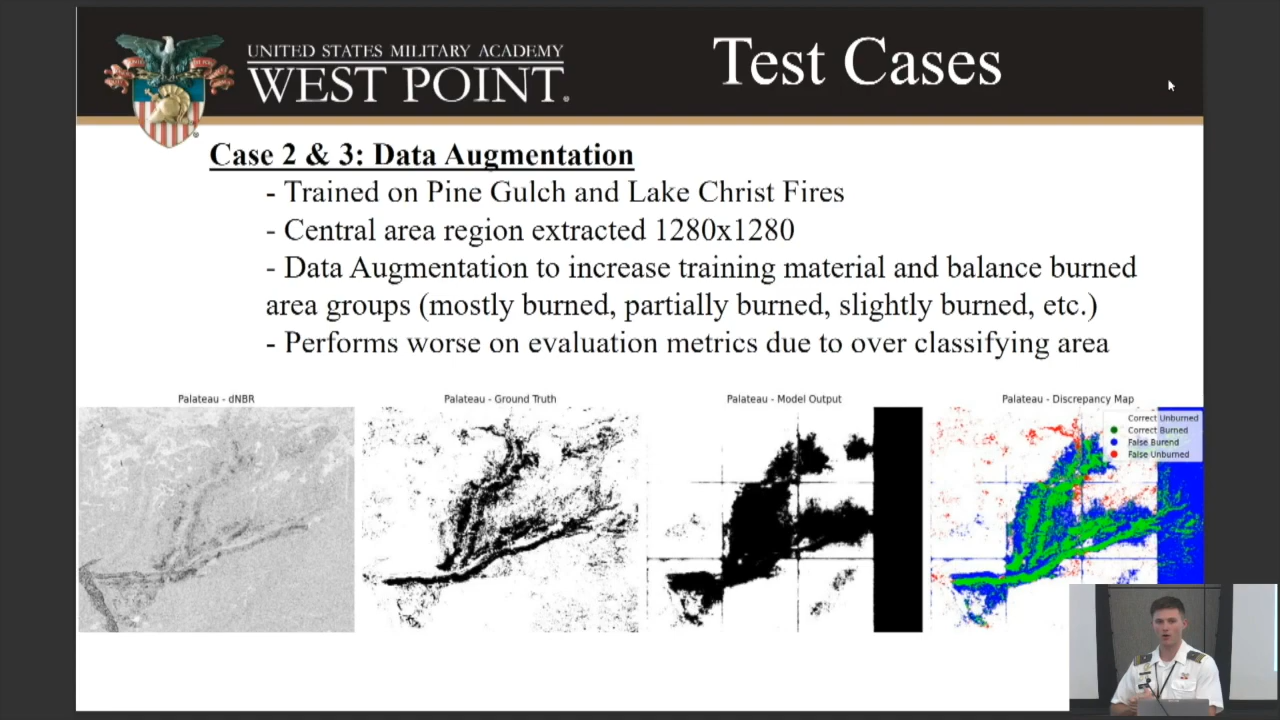 UNITED STATES MILITARY ACADEMY
WEST POINT.
Test Cases
Case 2 & 3: Data Augmentation
- Trained on Pine Gulch and Lake Christ Fires
- Central area region extracted 1280x1280
- Data Augmentation to increase training material and balance burned
area groups (mostly burned, partially burned, slightly burned, etc.)
- Performs worse on evaluation metrics due to over classifying area
Palateau - dNBR
Palateau - Ground Truth
Palateau - Model Output
Palateau - Discrepancy Map
Correct Unburned
Correct Burned
False Burend
False Unburned